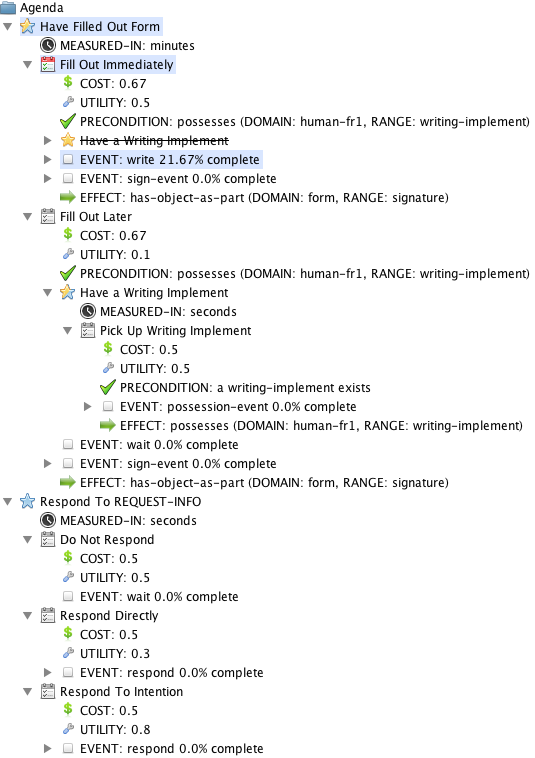 Agenda
Have Filled Out Form
MEASURED-IN: minutes
Fill Out Immediately
COST: 0.67
UTILITY: 0.5
PRECONDITION: possesses (DOMAIN: human-fr1, RANGE: writing-implement)
Have a Writing Implement
EVENT: write 21.67% complete
EVENT: sign-event 0.0% complete
EFFECT: has-object-as-part (DOMAIN: form, RANGE: signature)
Fill Out Later
COST: 0.67
UTILITY: 0.1
PRECONDITION: possesses (DOMAIN: human-fr1, RANGE: writing-implement)
Have a Writing Implement
MEASURED-IN: seconds
Pick Up Writing Implement
COST: 0.5
UTILITY: 0.5
PRECONDITION: a writing-implement exists
EVENT: possession-event 0.0% complete
EFFECT: possesses (DOMAIN: human-fr1, RANGE: writing-implement)
EVENT: wait 0.0% complete
EVENT: sign-event 0.0% complete
EFFECT: has-object-as-part (DOMAIN: form, RANGE: signature)
Respond To REQUEST-INFO
MEASURED-IN: seconds
Do Not Respond
COST: 0.5
UTILITY: 0.5
EVENT: wait 0.0% complete
Respond Directly
COST: 0.5
UTILITY: 0.3
EVENT: respond 0.0% complete
Respond To Intention
COST: 0.5
UTILITY: 0.8
EVENT: respond 0.0% complete